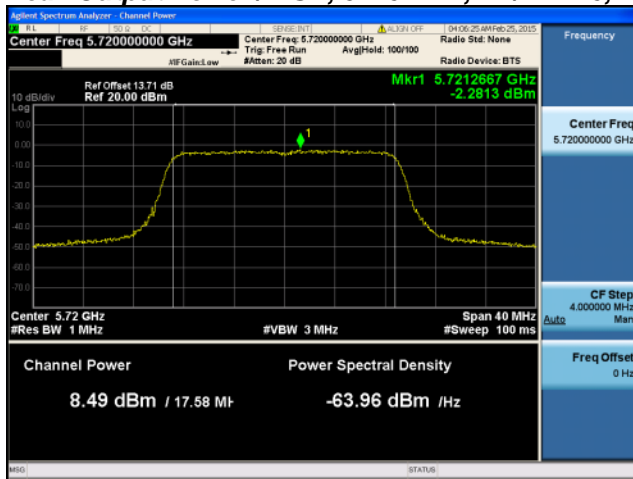 Agilent Spectrum Analyzer - Channel Power
RL RF 50 Ω DC SENSE:INT ALIGN OFF 04:06:25 AM Feb 25, 2015
Center Freq 5.720000000 GHz Center Freq: 5.720000000 GHz Radio Std: None
Trig: Free Run Avg|Hold: 100/100
#IFGain:Low #Atten: 20 dB Radio Device: BTS
Frequency
Mkr1 5.7212667 GHz
-2.2813 dBm
Ref Offset 13.71 dB
10 dB/div Ref 20.00 dBm
Log
10.0
0.00
-10.0
-20.0
-30.0
-40.0
-50.0
-60.0
-70.0
1
Center Freq
5.720000000 GHz
Center 5.72 GHz Span 40 MHz
#Res BW 1 MHz #VBW 3 MHz #Sweep 100 ms
CF Step
4.000000 MHz
Auto Man
Channel Power Power Spectral Density
8.49 dBm / 17.58 MH -63.96 dBm /Hz
Freq Offset
0 Hz
MSG STATUS